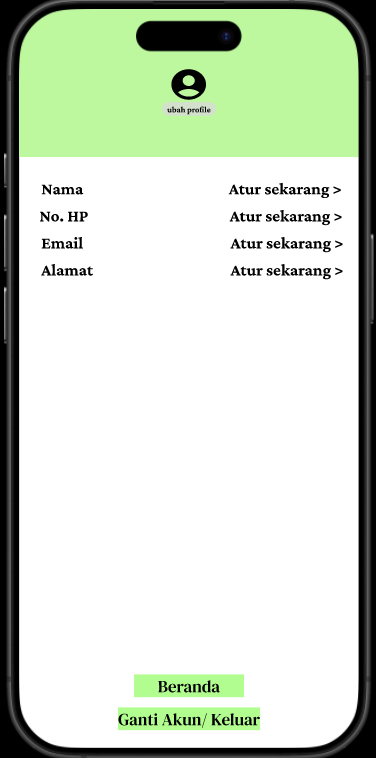 ubah profile
Nama Atur sekarang >
No. HP Atur sekarang >
Email Atur sekarang >
Alamat Atur sekarang >
Beranda
Ganti Akun/ Keluar